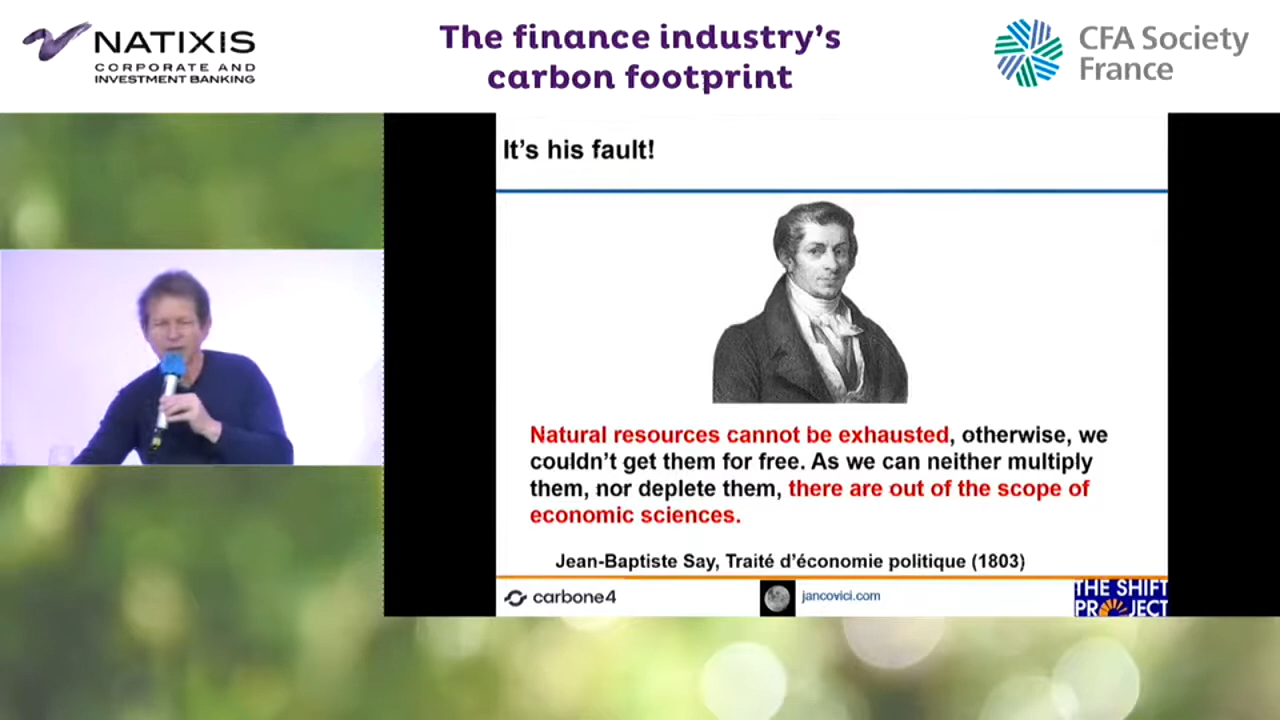 NATIXIS
CORPORATE AND
INVESTMENT BANKING
The finance industry's
carbon footprint
CFA Society
France
It's his fault!
Natural resources cannot be exhausted, otherwise, we
couldn't get them for free. As we can neither multiply
them, nor deplete them, there are out of the scope of
economic sciences.
Jean-Baptiste Say, Traité d'économie politique (1803)
carbone4
jancovici.com
THE SHIFT
PROJECT